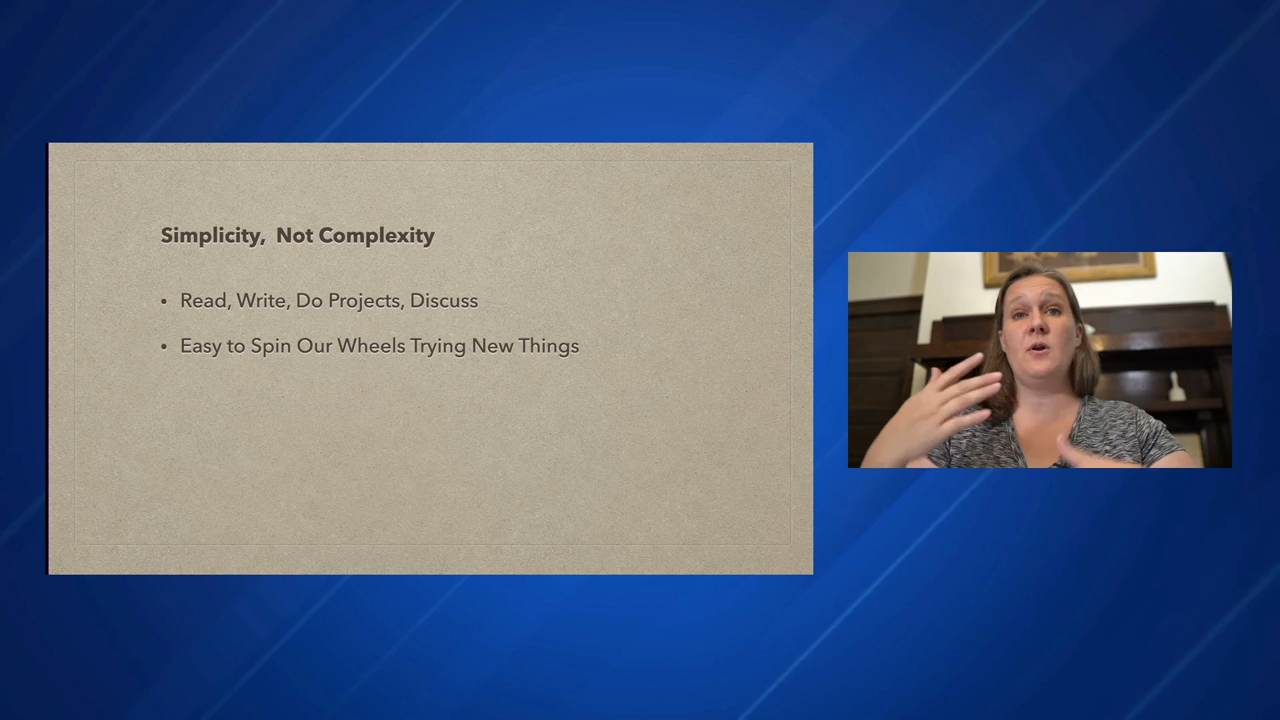 Simplicity, Not Complexity
• Read, Write, Do Projects, Discuss
• Easy to Spin Our Wheels Trying New Things